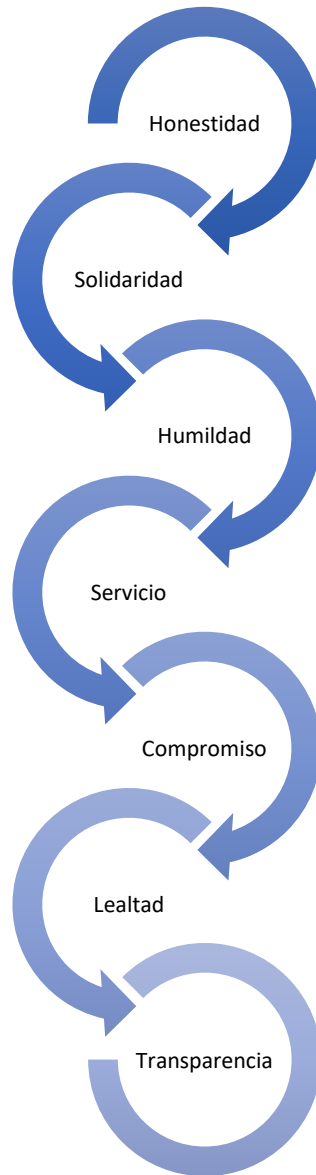 Honestidad
Solidaridad
Humildad
Servicio
Compromiso
Lealtad
Transparencia